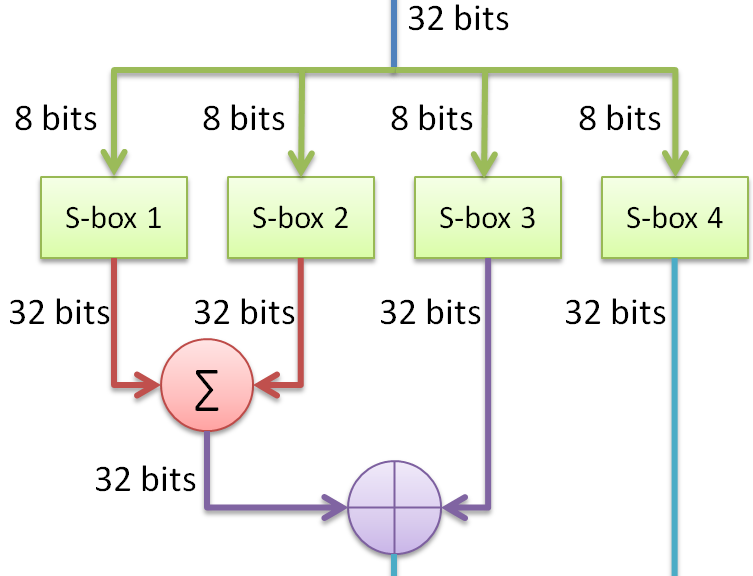 32 bits
8 bits
8 bits
8 bits
8 bits
S-box 1
S-box 2
S-box 3
S-box 4
32 bits
32 bits
32 bits
32 bits
∑
32 bits